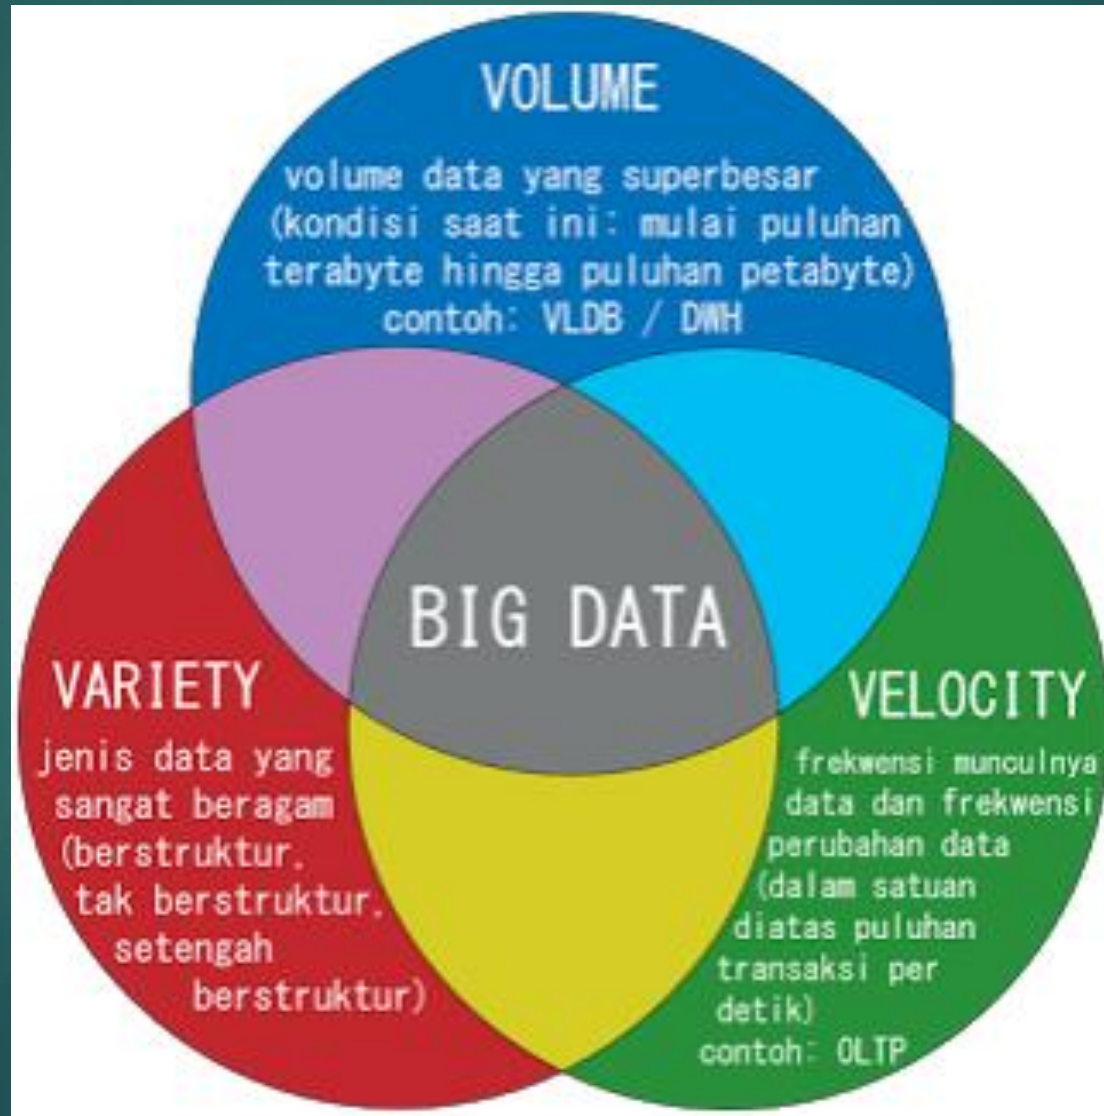 VOLUME
volume data yang superbesar
(kondisi saat ini: mulai puluhan
terabyte hingga puluhan petabyte)
contoh: VLDB / DWH
BIG DATA
VARIETY
jenis data yang
sangat beragam
(berstruktur,
tak berstruktur,
setengah
berstruktur)
VELOCITY
frekwensi munculnya
data dan frekwensi
perubahan data
(dalam satuan
diatas puluhan
transaksi per
detik)
contoh: OLTP